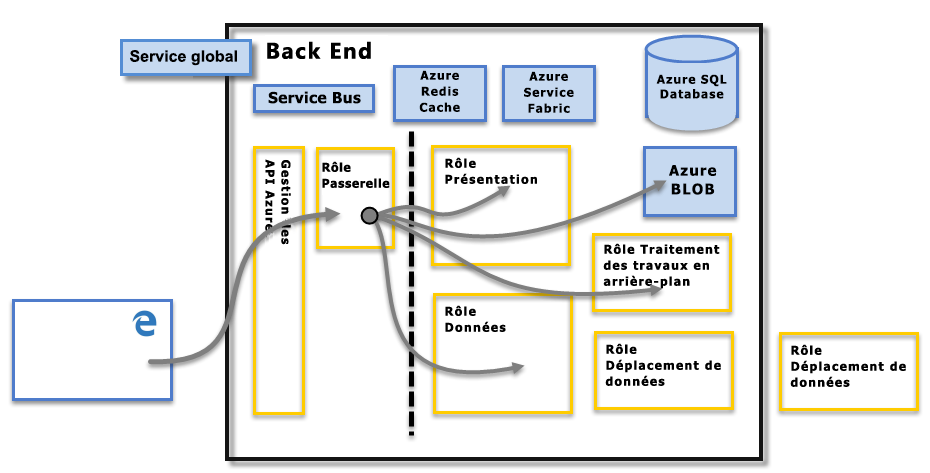 Service global
Back End
Service Bus
Azure
Redis
Cache
Azure
Service
Fabric
Azure SQL
Database
Gestion des
API Azure
Rôle
Passerelle
Rôle
Présentation
Azure
BLOB
Rôle Traitement
des travaux en
arrière-plan
Rôle
Données
Rôle
Déplacement de
données
Rôle
Déplacement de
données